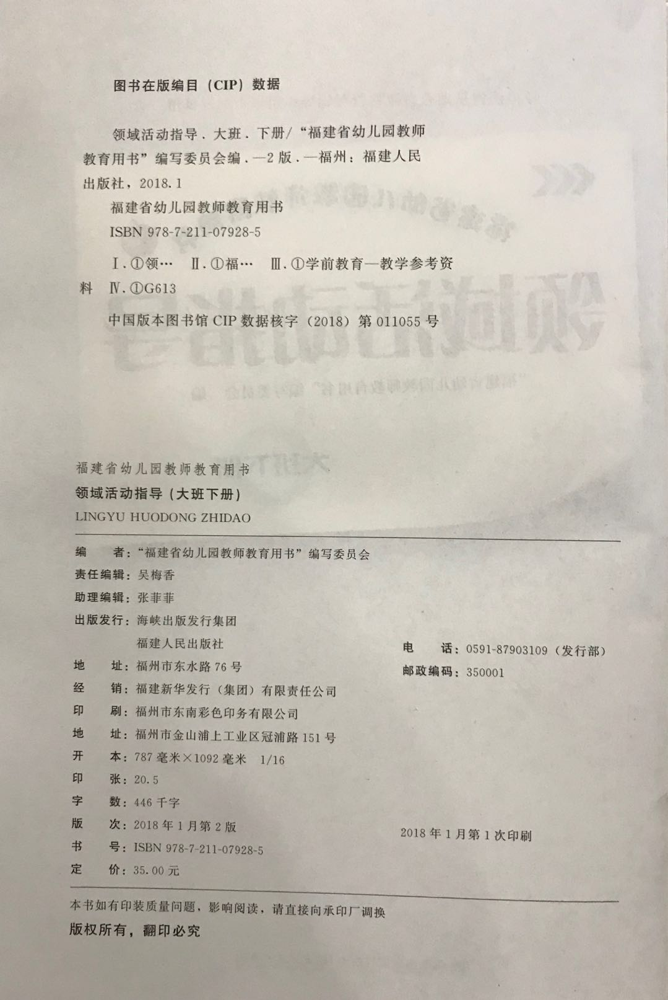 图书在版编目（CIP）数据
领域活动指导．大班．下册/“福建省幼儿园教师
教育用书”编写委员会编．—2版．—福州：福建人民
出版社，2018.1
福建省幼儿园教师教育用书
ISBN 978-7-211-07928-5
Ⅰ．①领… Ⅱ．①福… Ⅲ．①学前教育—教学参考资
料 Ⅳ．①G613
中国版本图书馆 CIP 数据核字（2018）第 011055 号
福建省幼儿园教师教育用书
领域活动指导（大班下册）
LINGYU HUODONG ZHIDAO
编 者：“福建省幼儿园教师教育用书”编写委员会
责任编辑：吴梅香
助理编辑：张菲菲
出版发行：海峡出版发行集团
福建人民出版社 电 话：0591-87903109（发行部）
地 址：福州市东水路 76 号 邮政编码：350001
经 销：福建新华发行（集团）有限责任公司
印 刷：福州市东南彩色印务有限公司
地 址：福州市金山浦上工业区冠浦路 151 号
开 本：787 毫米×1092 毫米 1/16
印 张：20.5
字 数：446 千字
版 次：2018 年 1 月第 2 版 2018 年 1 月第 1 次印刷
书 号：ISBN 978-7-211-07928-5
定 价：35.00 元
本书如有印装质量问题，影响阅读，请直接向承印厂调换
版权所有，翻印必究